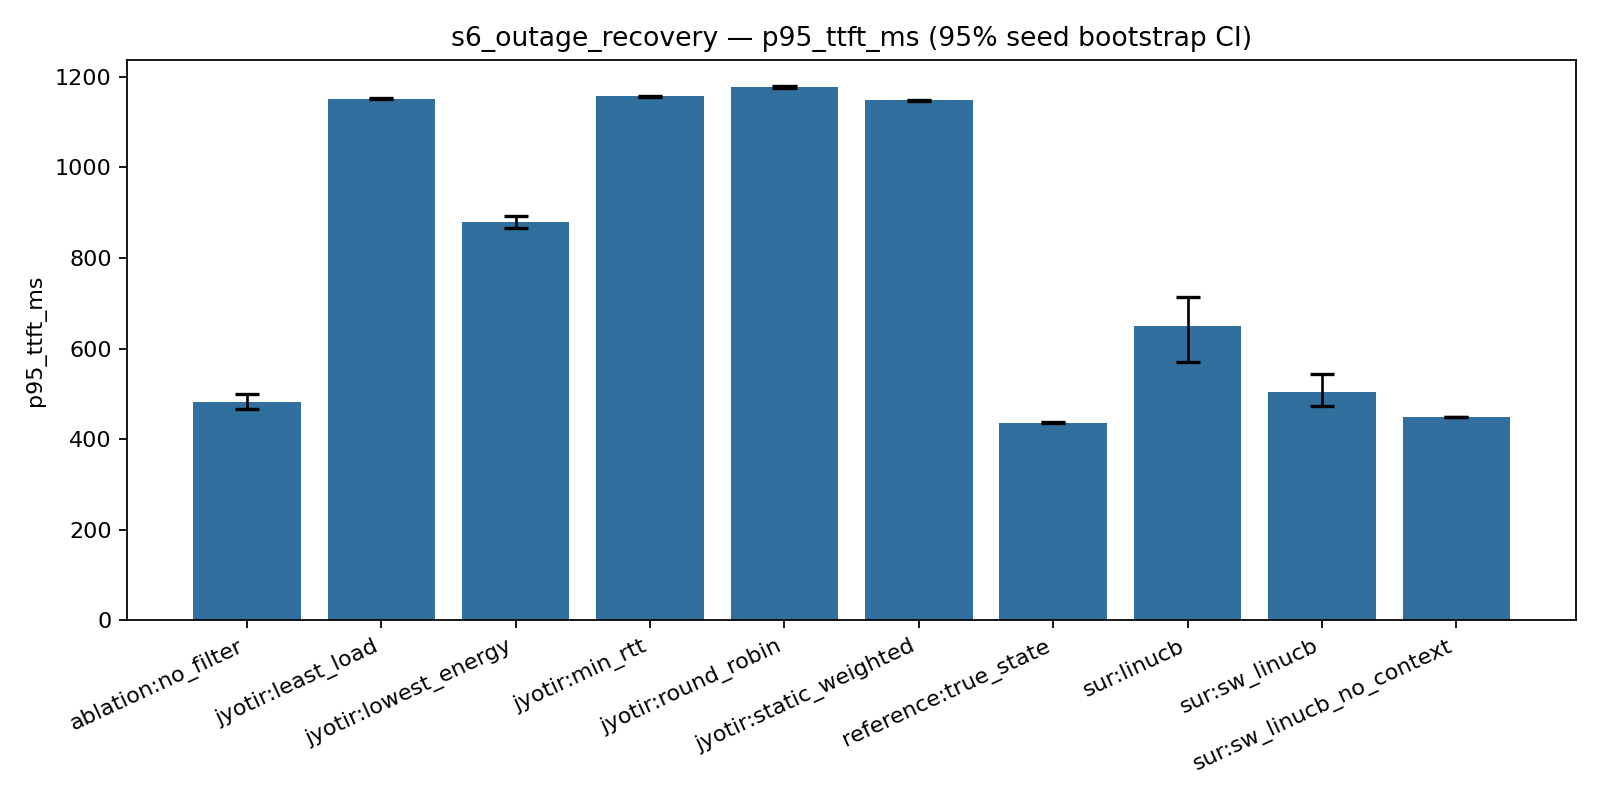 s6_outage_recovery — p95_ttft_ms (95% seed bootstrap CI)
p95_ttft_ms
1200
1000
800
600
400
200
0
ablation:no_filter
jyotir:least_load
jyotir:lowest_energy
jyotir:min_rtt
jyotir:round_robin
jyotir:static_weighted
reference:true_state
sur:linucb
sur:sw_linucb
sur:sw_linucb_no_context